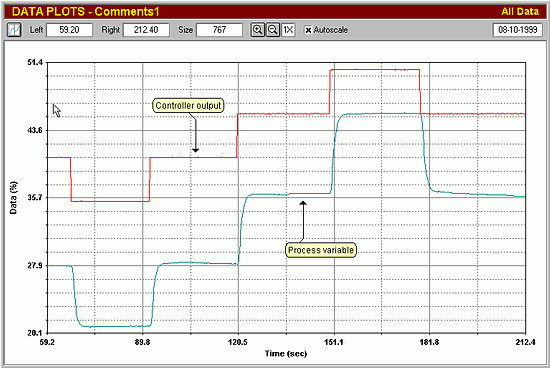 DATA PLOTS - Comments1 All Data
Left 59.20 Right 212.40 Size 767 1X Autoscale 08-10-1999
51.4
43.6
35.7
27.9
20.1
Data (%)
Controller output
Process variable
59.2 89.8 120.5 151.1 181.8 212.4
Time (sec)